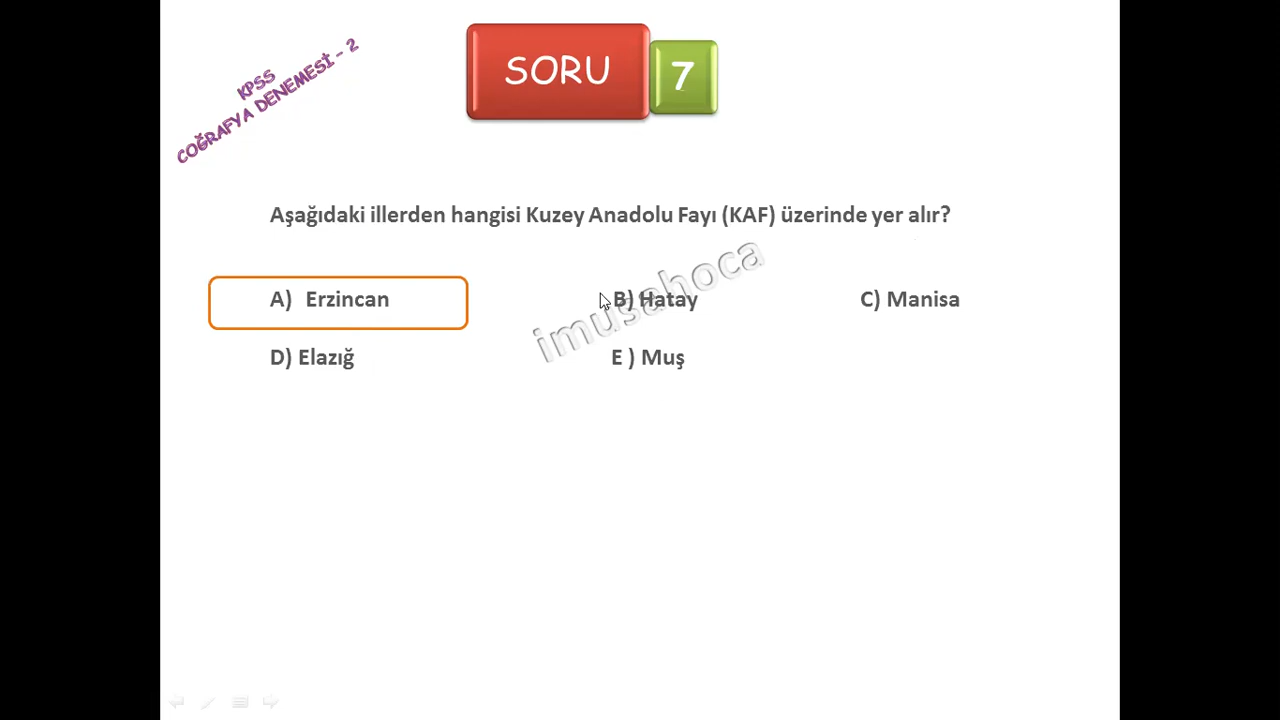 KPSS
COĞRAFYA DENEMESİ - 2
SORU 7
Aşağıdaki illerden hangisi Kuzey Anadolu Fayı (KAF) üzerinde yer alır?
A) Erzincan B) Hatay C) Manisa
D) Elazığ E ) Muş
imusahoca